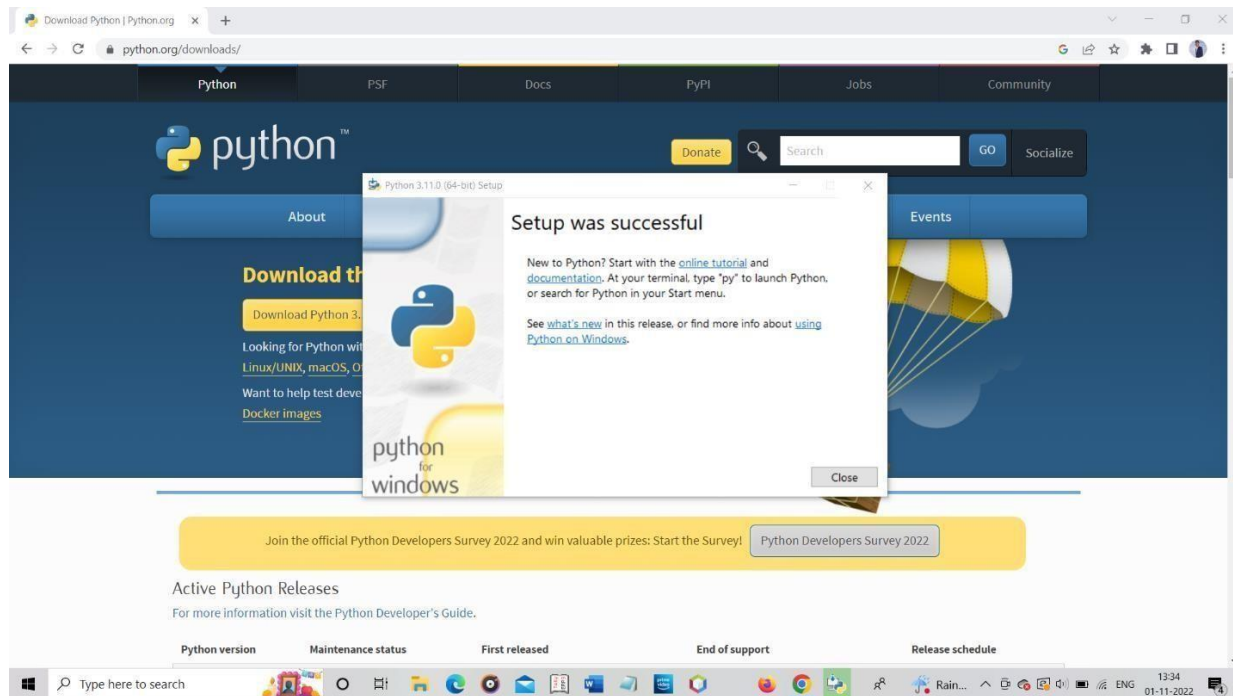 Download Python | Python.org
python.org/downloads/
Python PSF Docs PyPI Jobs Community
python™
Donate Search GO Socialize
Python 3.11.0 (64-bit) Setup
About Events
Setup was successful
New to Python? Start with the online tutorial and
documentation. At your terminal, type "py" to launch Python,
or search for Python in your Start menu.
See what's new in this release, or find more info about using
Python on Windows.
python
for
windows
Close
Download th
Download Python 3.
Looking for Python wit
Linux/UNIX, macOS, O
Want to help test deve
Docker images
Join the official Python Developers Survey 2022 and win valuable prizes: Start the Survey! Python Developers Survey 2022
Active Python Releases
For more information visit the Python Developer's Guide.
Python version Maintenance status First released End of support Release schedule
Type here to search Rain... ENG 13:34
011-11-2022